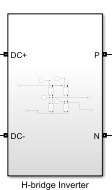 DC+ P
DC- N
H-bridge Inverter